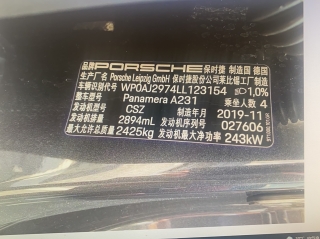 品牌 PORSCHE 保时捷 制造国 德国
生产厂名 Porsche Leipzig GmbH 保时捷股份公司莱比锡工厂制造
车辆识别代号 WP0AJ2974LL123154 1,0%
整车型号 Panamera A231 乘坐人数 4
发动机型号 CSZ 制造年月 2019-11
发动机排量 2894mL 发动机序列号 027606
最大允许总质量 2425kg 发动机最大净功率 243kW